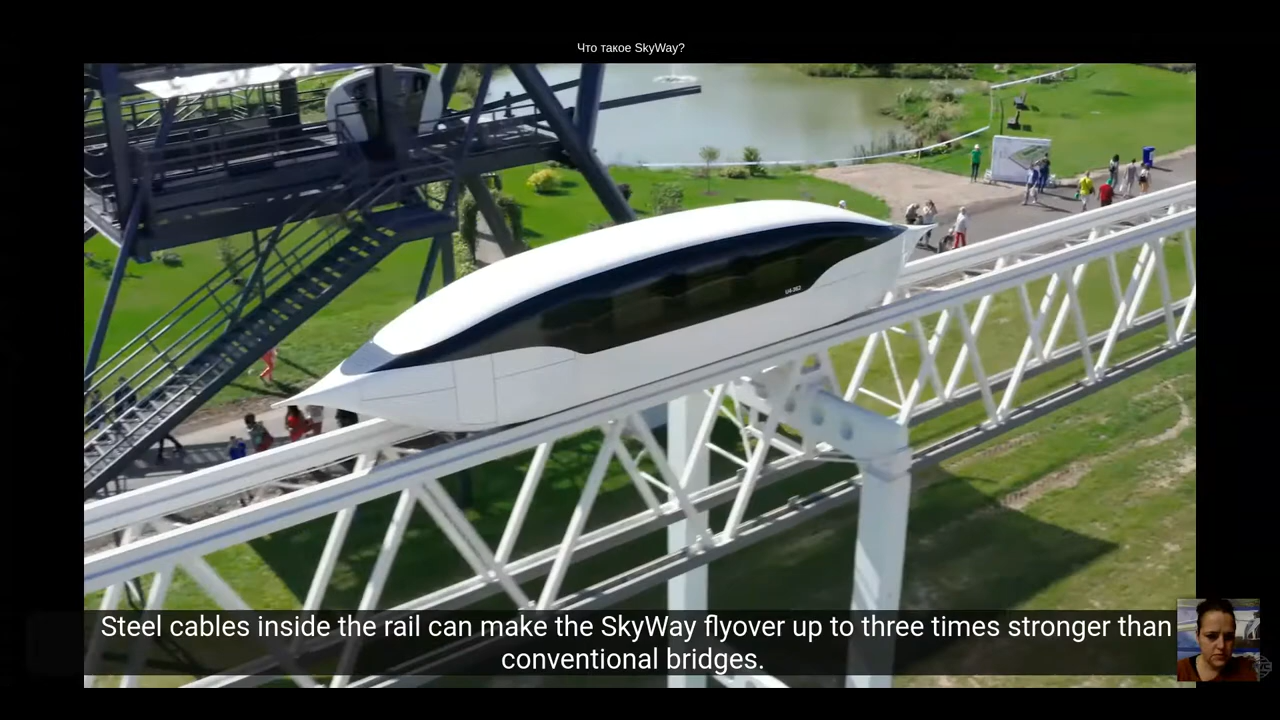 Что такое SkyWay?
Steel cables inside the rail can make the SkyWay flyover up to three times stronger than
conventional bridges.